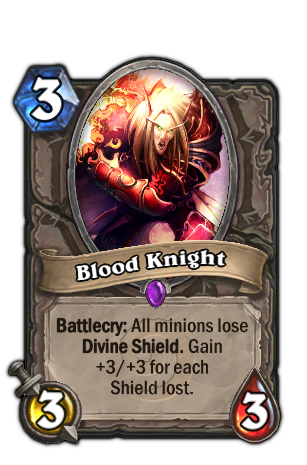 3
Blood Knight
Battlecry: All minions lose
Divine Shield. Gain
+3/+3 for each
Shield lost.
3
3